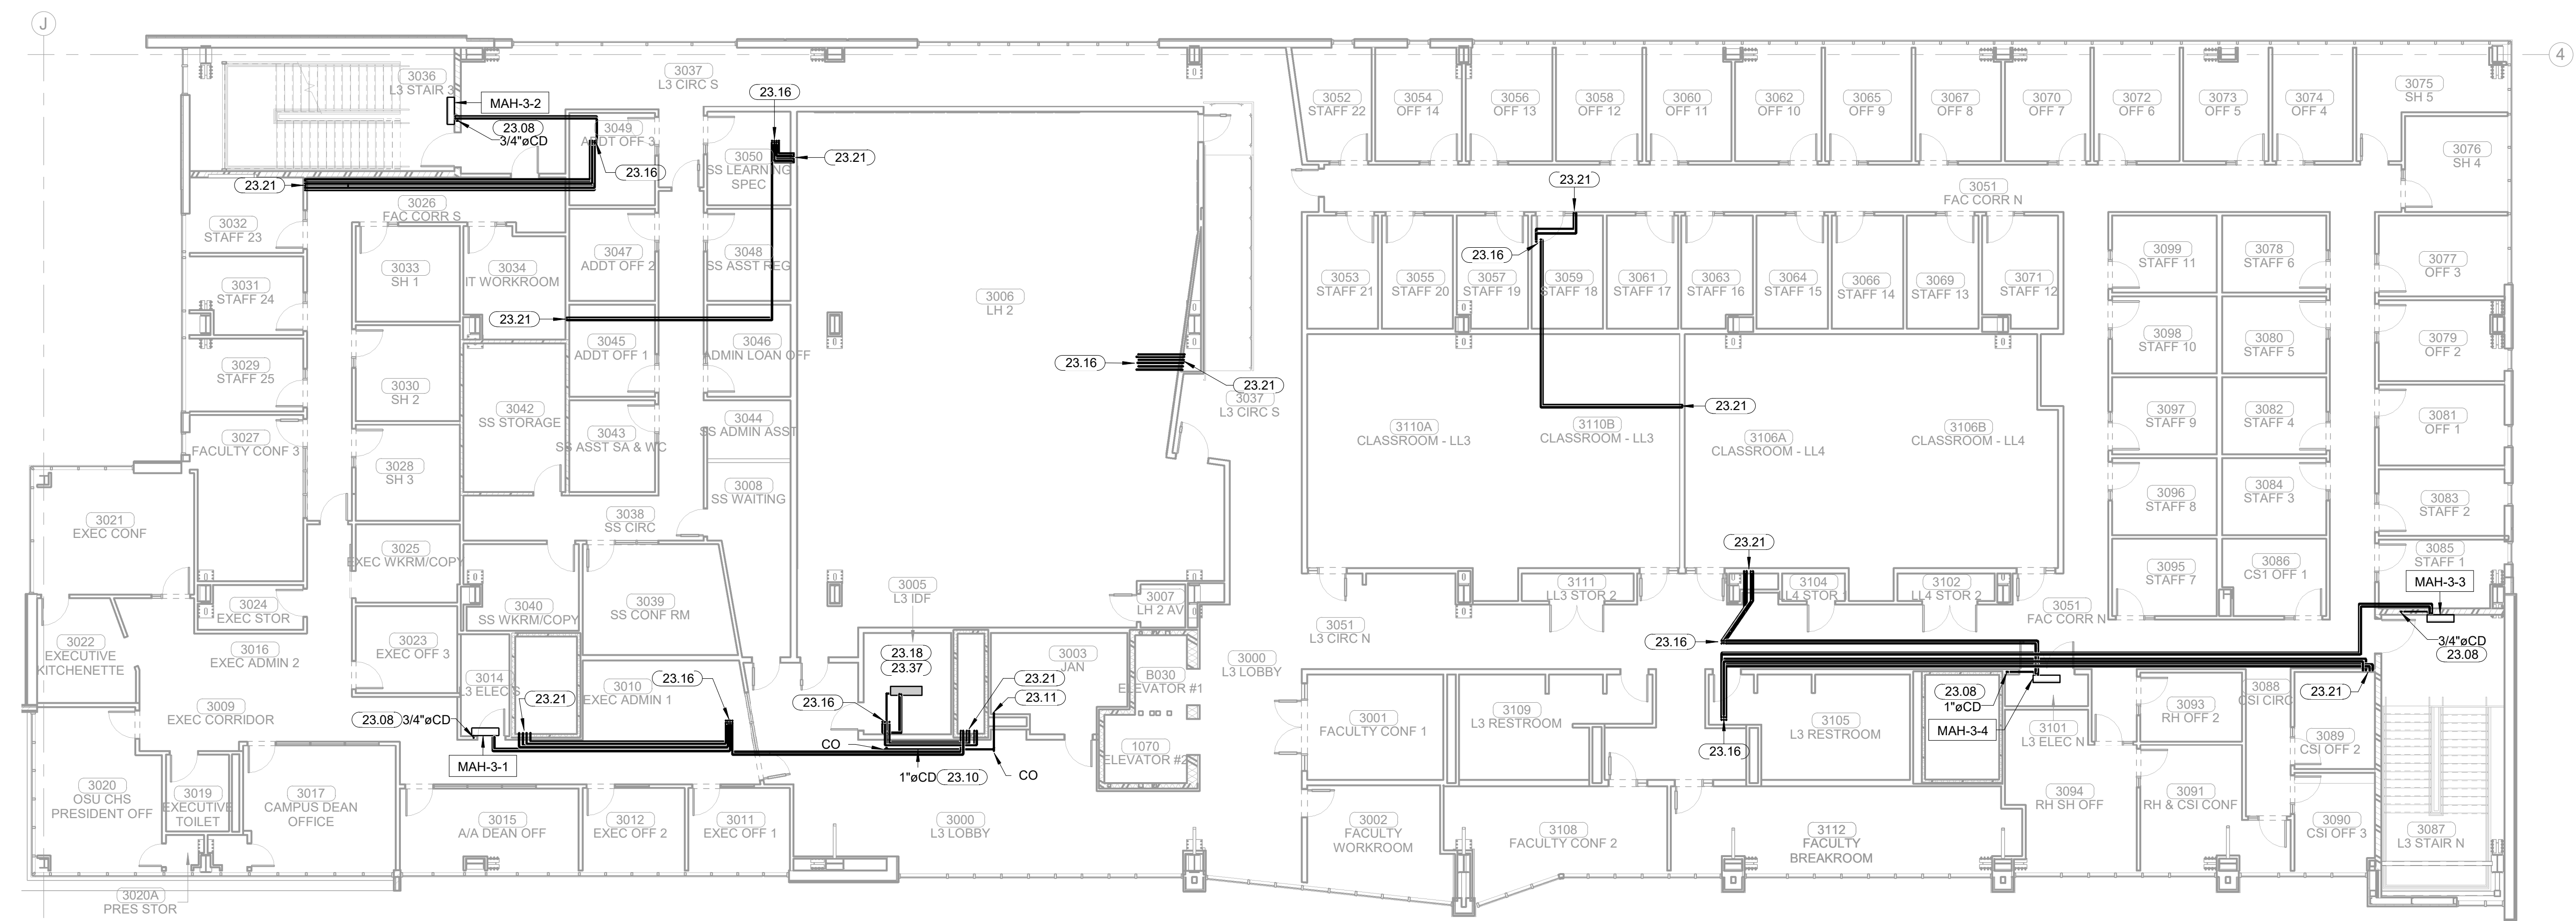 J
4
3036
L3 STAIR 3
MAH-3-2
23.08
3/4"øCD
3037
L3 CIRC S
23.16
3049
ADDT OFF 3
23.16
3050
SS LEARNING
SPEC
23.21
23.21
3052
STAFF 22
3054
OFF 14
3056
OFF 13
3058
OFF 12
3060
OFF 11
3062
OFF 10
3065
OFF 9
3067
OFF 8
3070
OFF 7
3072
OFF 6
3073
OFF 5
3074
OFF 4
3075
SH 5
3076
SH 4
3051
FAC CORR N
3026
FAC CORR S
3032
STAFF 23
3031
STAFF 24
3029
STAFF 25
3027
FACULTY CONF 3
3033
SH 1
3034
IT WORKROOM
3030
SH 2
3028
SH 3
3042
SS STORAGE
3047
ADDT OFF 2
3048
SS ASST REG
23.21
3045
ADDT OFF 1
3046
ADMIN LOAN OFF
3043
SS ASST SA & WC
3044
SS ADMIN ASST
3008
SS WAITING
3038
SS CIRC
3006
LH 2
23.16
23.21
3037
L3 CIRC S
23.21
23.16
3053
STAFF 21
3055
STAFF 20
3057
STAFF 19
3059
STAFF 18
3061
STAFF 17
3063
STAFF 16
3064
STAFF 15
3066
STAFF 14
3069
STAFF 13
3071
STAFF 12
3099
STAFF 11
3078
STAFF 6
3077
OFF 3
3098
STAFF 10
3080
STAFF 5
3079
OFF 2
3097
STAFF 9
3082
STAFF 4
3081
OFF 1
3096
STAFF 8
3084
STAFF 3
3083
STAFF 2
3095
STAFF 7
3086
CS1 OFF 1
3085
STAFF 1
MAH-3-3
3/4"øCD
23.08
23.21
3110A
CLASSROOM - LL3
3110B
CLASSROOM - LL3
23.21
3106A
CLASSROOM - LL4
3106B
CLASSROOM - LL4
23.21
3111
LL3 STOR 2
3104
L4 STOR 1
3102
LL4 STOR 2
3051
L3 CIRC N
3051
FAC CORR N
23.16
23.16
3021
EXEC CONF
3025
EXEC WKRM/COPY
3024
EXEC STOR
3022
EXECUTIVE
KITCHENETTE
3016
EXEC ADMIN 2
3023
EXEC OFF 3
3040
SS WKRM/COPY
3039
SS CONF RM
3014
L3 ELEC S
23.21
3010
EXEC ADMIN 1
23.16
3009
EXEC CORRIDOR
23.08
3/4"øCD
MAH-3-1
3005
L3 IDF
23.18
23.37
23.16
CO
1"øCD
23.10
3007
LH 2 AV
3003
JAN
23.21
23.11
CO
B030
ELEVATOR #1
1070
ELEVATOR #2
3000
L3 LOBBY
3000
L3 LOBBY
3020
OSU CHS
PRESIDENT OFF
3019
EXECUTIVE
TOILET
3017
CAMPUS DEAN
OFFICE
3015
A/A DEAN OFF
3012
EXEC OFF 2
3011
EXEC OFF 1
3020A
PRES STOR
3001
FACULTY CONF 1
3109
L3 RESTROOM
3105
L3 RESTROOM
23.08
1"øCD
MAH-3-4
3101
L3 ELEC N
3093
RH OFF 2
3088
CSI CIRC
3089
CSI OFF 2
3002
FACULTY
WORKROOM
3108
FACULTY CONF 2
3112
FACULTY
BREAKROOM
3094
RH SH OFF
3091
RH & CSI CONF
3090
CSI OFF 3
3087
L3 STAIR N